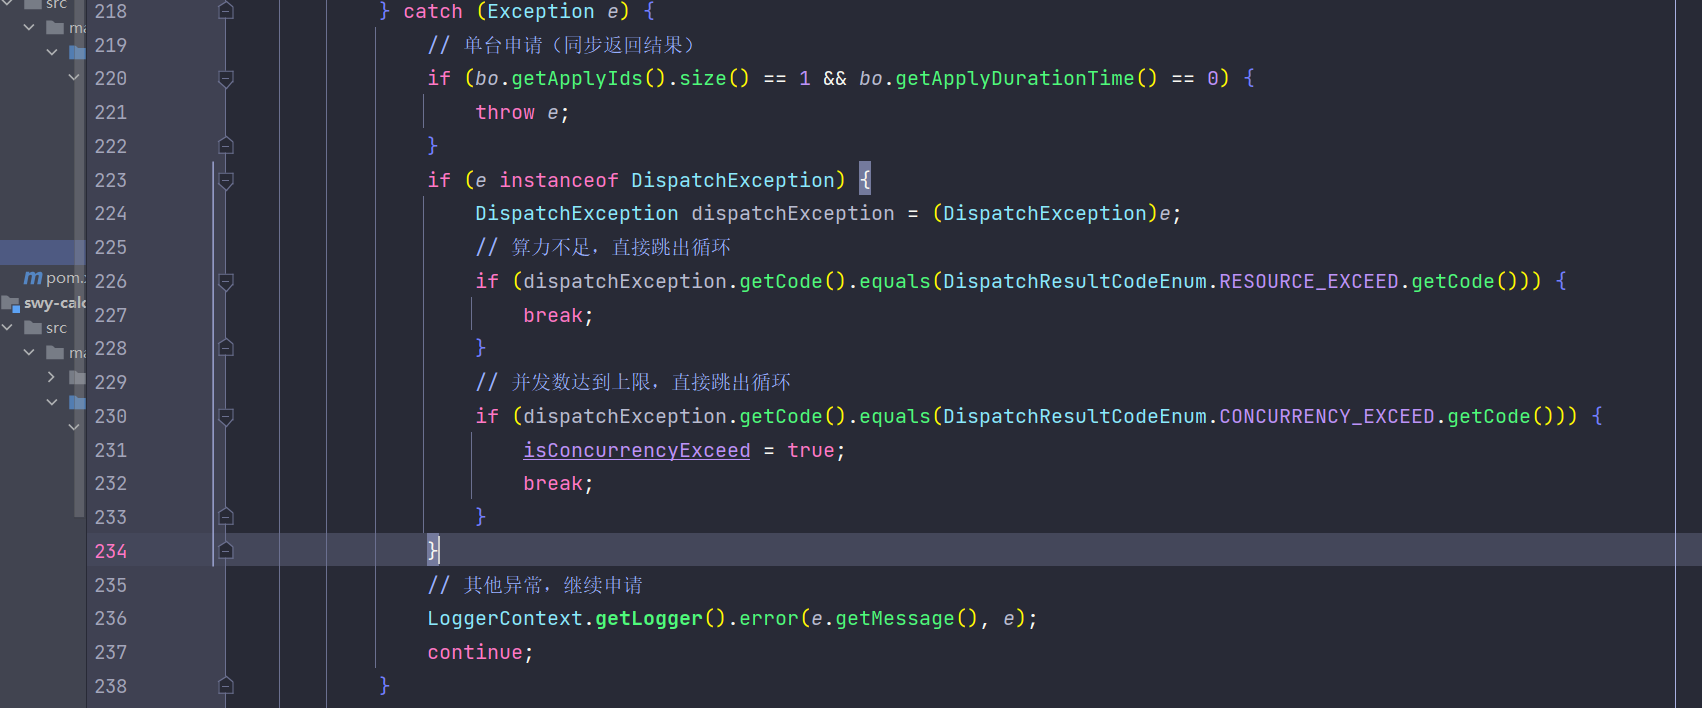 src
ma
pom.
swy-calc
src
ma
218 } catch (Exception e) {
219 // 单台申请（同步返回结果）
220 if (bo.getApplyIds().size() == 1 && bo.getApplyDurationTime() == 0) {
221 throw e;
222 }
223 if (e instanceof DispatchException) {
224 DispatchException dispatchException = (DispatchException)e;
225 // 算力不足，直接跳出循环
226 if (dispatchException.getCode().equals(DispatchResultCodeEnum.RESOURCE_EXCEED.getCode())) {
227 break;
228 }
229 // 并发数达到上限，直接跳出循环
230 if (dispatchException.getCode().equals(DispatchResultCodeEnum.CONCURRENCY_EXCEED.getCode())) {
231 isConcurrencyExceed = true;
232 break;
233 }
234 }
235 // 其他异常，继续申请
236 LoggerContext.getLogger().error(e.getMessage(), e);
237 continue;
238 }